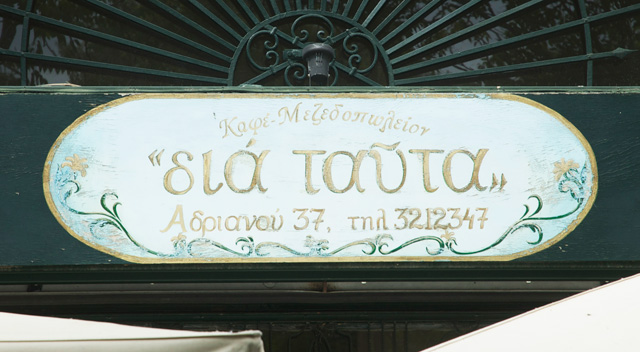 Καφέ-Μεζεδοπωλείον
“διά ταῦτα„
Αδριανού 37, τηλ 3212347